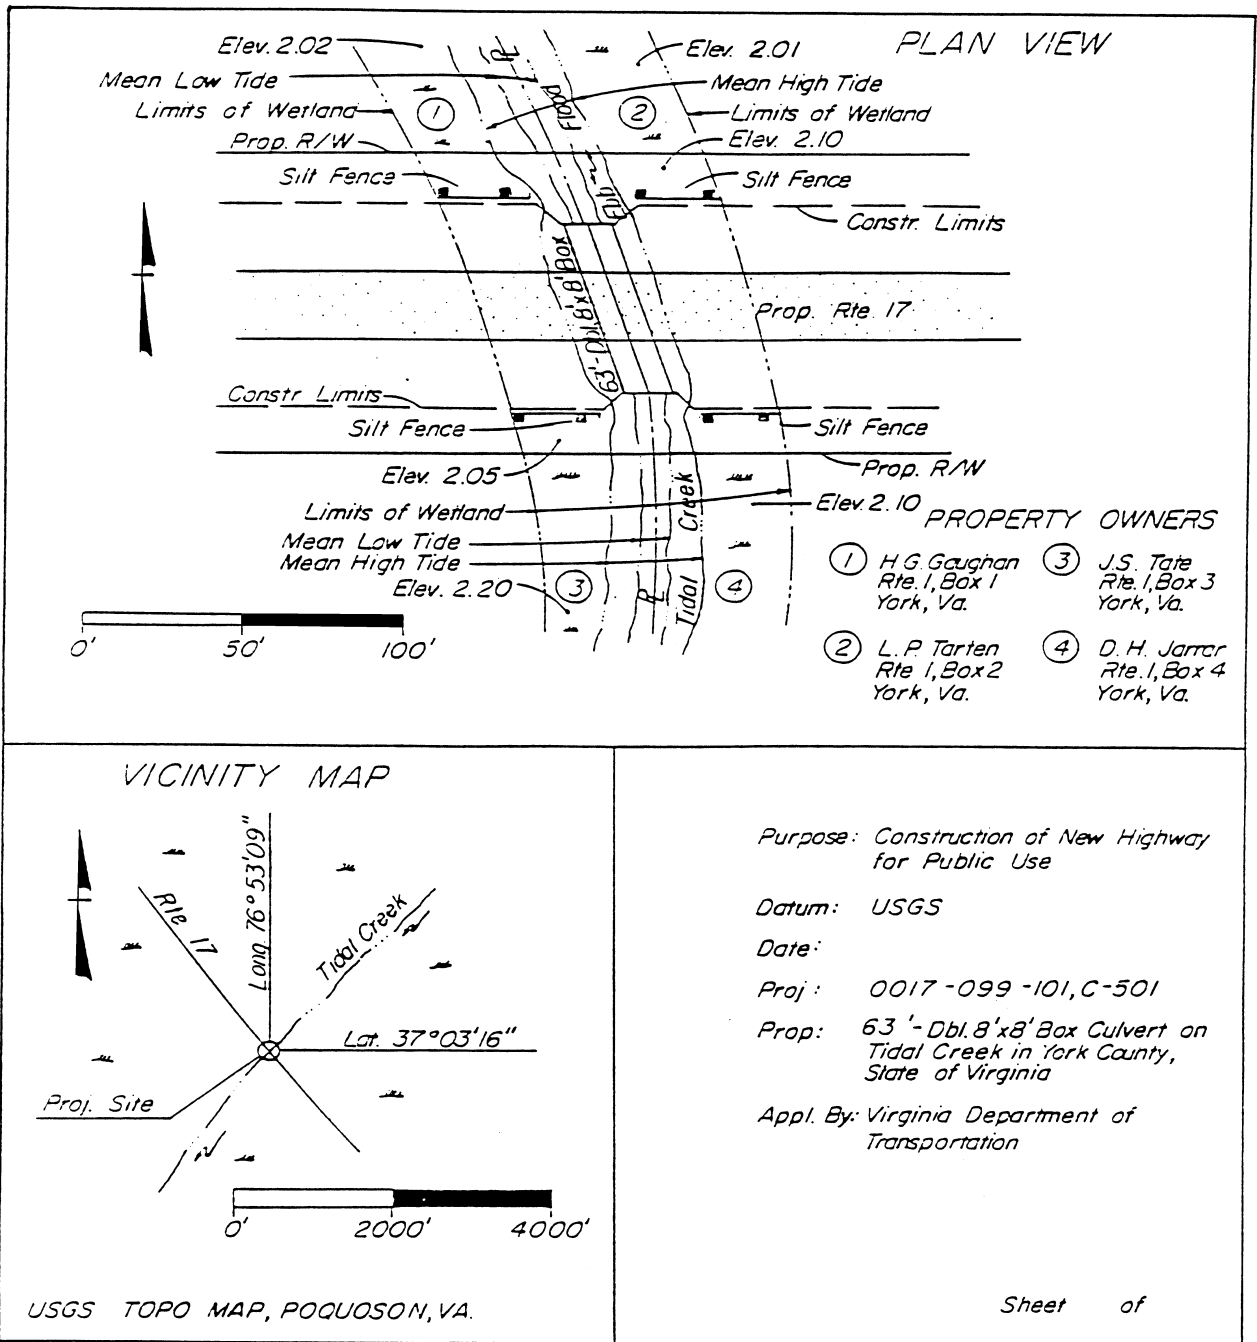 PLAN VIEW
Elev. 2.02
Elev. 2.01
Mean Low Tide
Mean High Tide
Limits of Wetland
Limits of Wetland
Prop. R/W
Elev. 2.10
Silt Fence
Silt Fence
1
2
PL
Flood
Ebb
Constr. Limits
63'-Dbl. 8'x8' Box
Prop. Rte. 17
Constr Limits
Silt Fence
Silt Fence
Elev. 2.05
Prop. R/W
Limits of Wetland
Elev. 2.10
Mean Low Tide
Mean High Tide
Elev. 2.20
3
4
PL
Tidal Creek
0' 50' 100'
PROPERTY OWNERS
1 H G. Gaughan
Rte. 1, Box 1
York, Va.
3 J.S. Tate
Rte. 1, Box 3
York, Va.
2 L. P. Tarten
Rte 1, Box 2
York, Va.
4 D. H. Jarrar
Rte. 1, Box 4
York, Va.
VICINITY MAP
Rte 17
Long 76°53'09"
Tidal Creek
Lat. 37°03'16"
Proj. Site
0' 2000' 4000'
USGS TOPO MAP, POQUOSON, VA.
Purpose: Construction of New Highway
for Public Use
Datum: USGS
Date:
Proj: 0017-099-101, C-501
Prop: 63'-Dbl. 8'x8' Box Culvert on
Tidal Creek in York County,
State of Virginia
Appl. By: Virginia Department of
Transportation
Sheet of